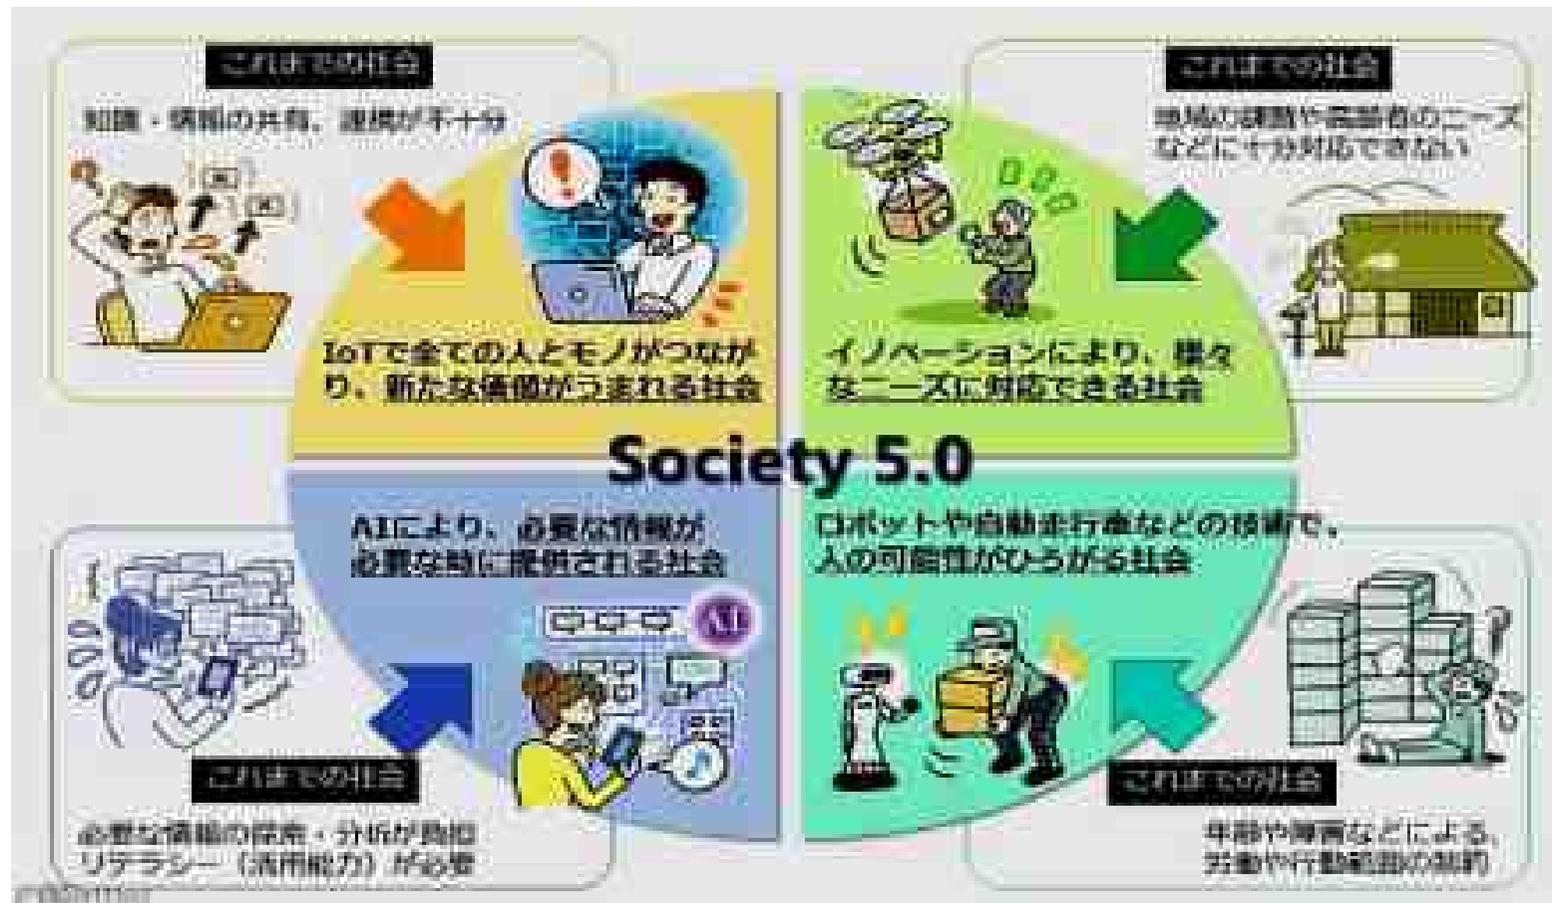 これまでの社会
知識・情報の共有、連携が不十分
IoTで全ての人とモノがつなが
り、新たな価値がうまれる社会
これまでの社会
地域の課題や高齢者のニーズ
などに十分対応できない
イノベーションにより、様々
なニーズに対応できる社会
Society 5.0
AIにより、必要な情報が
必要な時に提供される社会
AI
これまでの社会
必要な情報の探索・分析が負担
リテラシー（活用能力）が必要
ロボットや自動走行車などの技術で、
人の可能性がひろがる社会
これまでの社会
年齢や障害などによる、
労働や行動範囲の制約